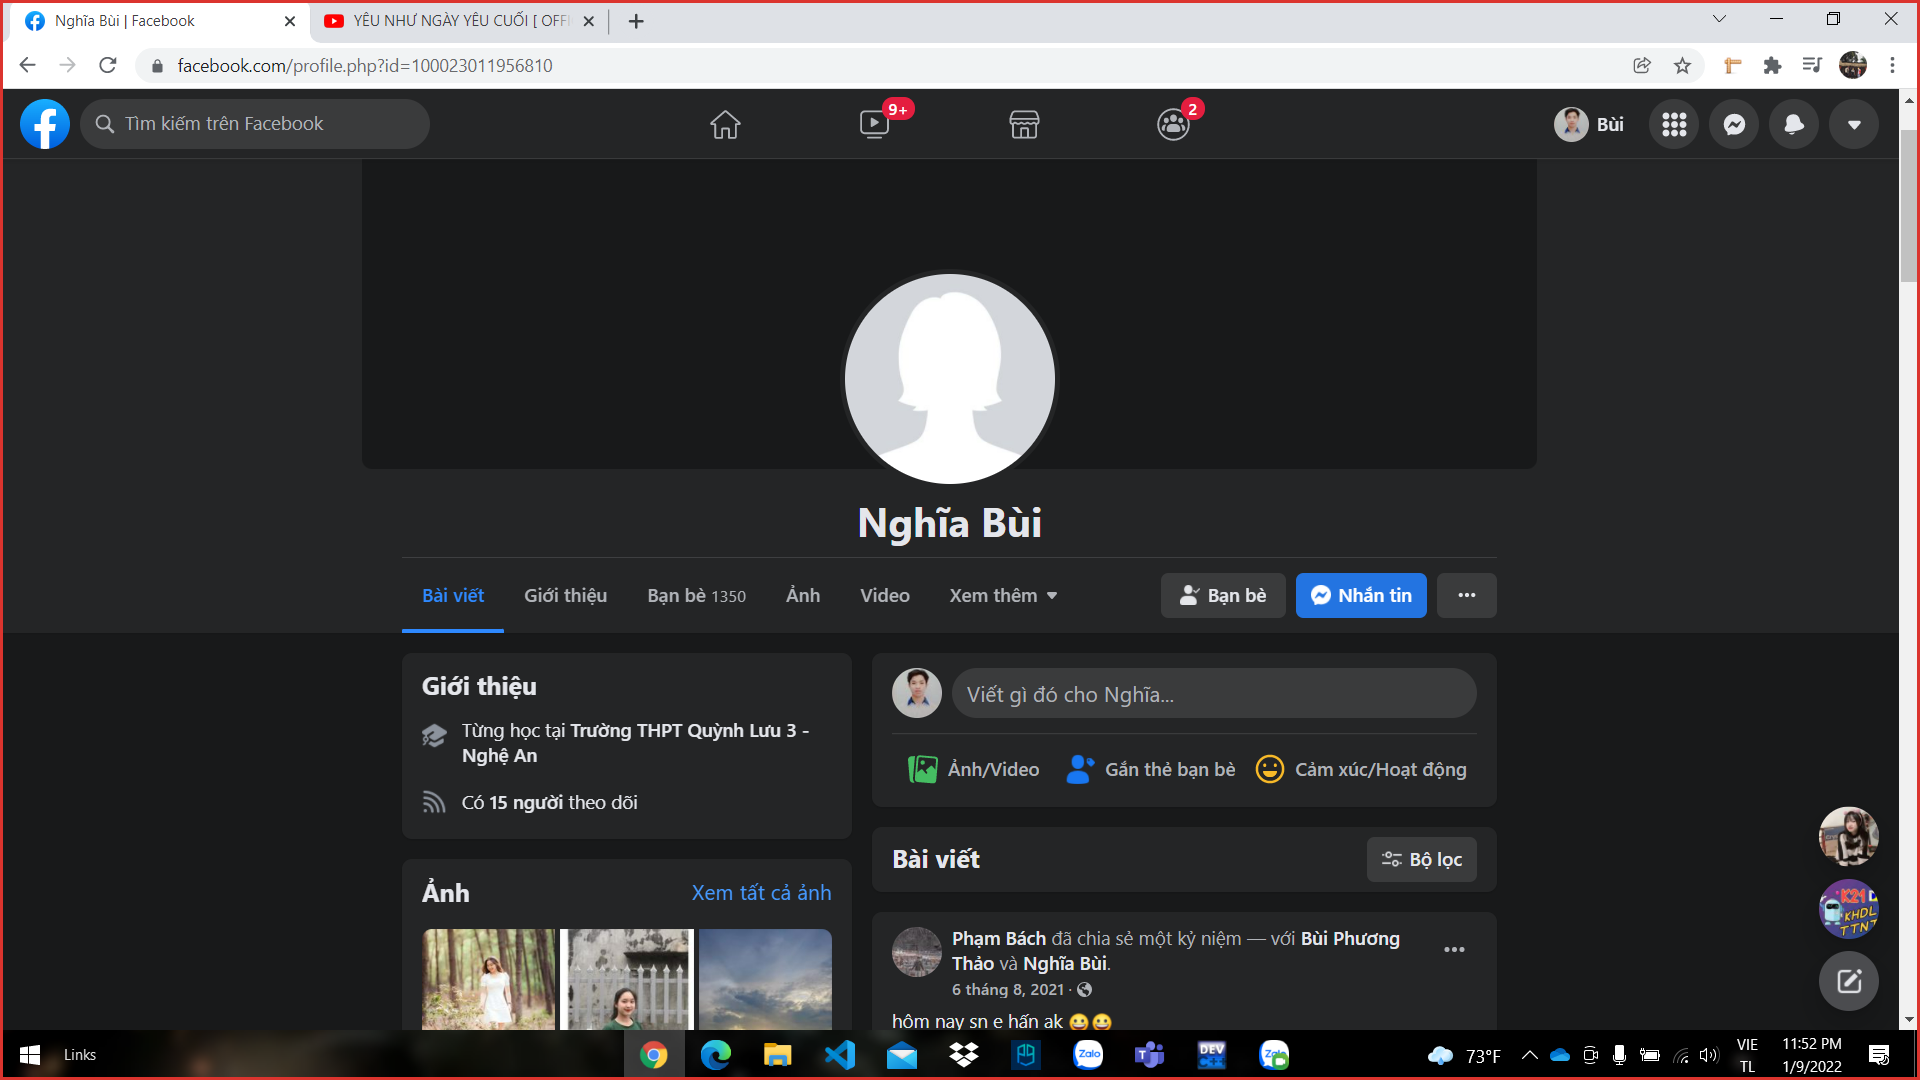 Nghĩa Bùi | Facebook
YÊU NHƯ NGÀY YÊU CUỐI [ OFFI
facebook.com/profile.php?id=100023011956810
Tìm kiếm trên Facebook
9+
2
Bùi
Nghĩa Bùi
Bài viết
Giới thiệu
Bạn bè 1350
Ảnh
Video
Xem thêm
Bạn bè
Nhắn tin
Giới thiệu
Từng học tại Trường THPT Quỳnh Lưu 3 -
Nghệ An
Có 15 người theo dõi
Ảnh
Xem tất cả ảnh
Viết gì đó cho Nghĩa...
Ảnh/Video
Gắn thẻ bạn bè
Cảm xúc/Hoạt động
Bài viết
Bộ lọc
Phạm Bách đã chia sẻ một kỷ niệm — với Bùi Phương
Thảo và Nghĩa Bùi.
6 tháng 8, 2021 ·
hôm nay sn e hấn ak 😀😀
K21 D
KHDL
TTNT
Links
Zalo
DEV
C++
73°F
VIE
TL
11:52 PM
1/9/2022